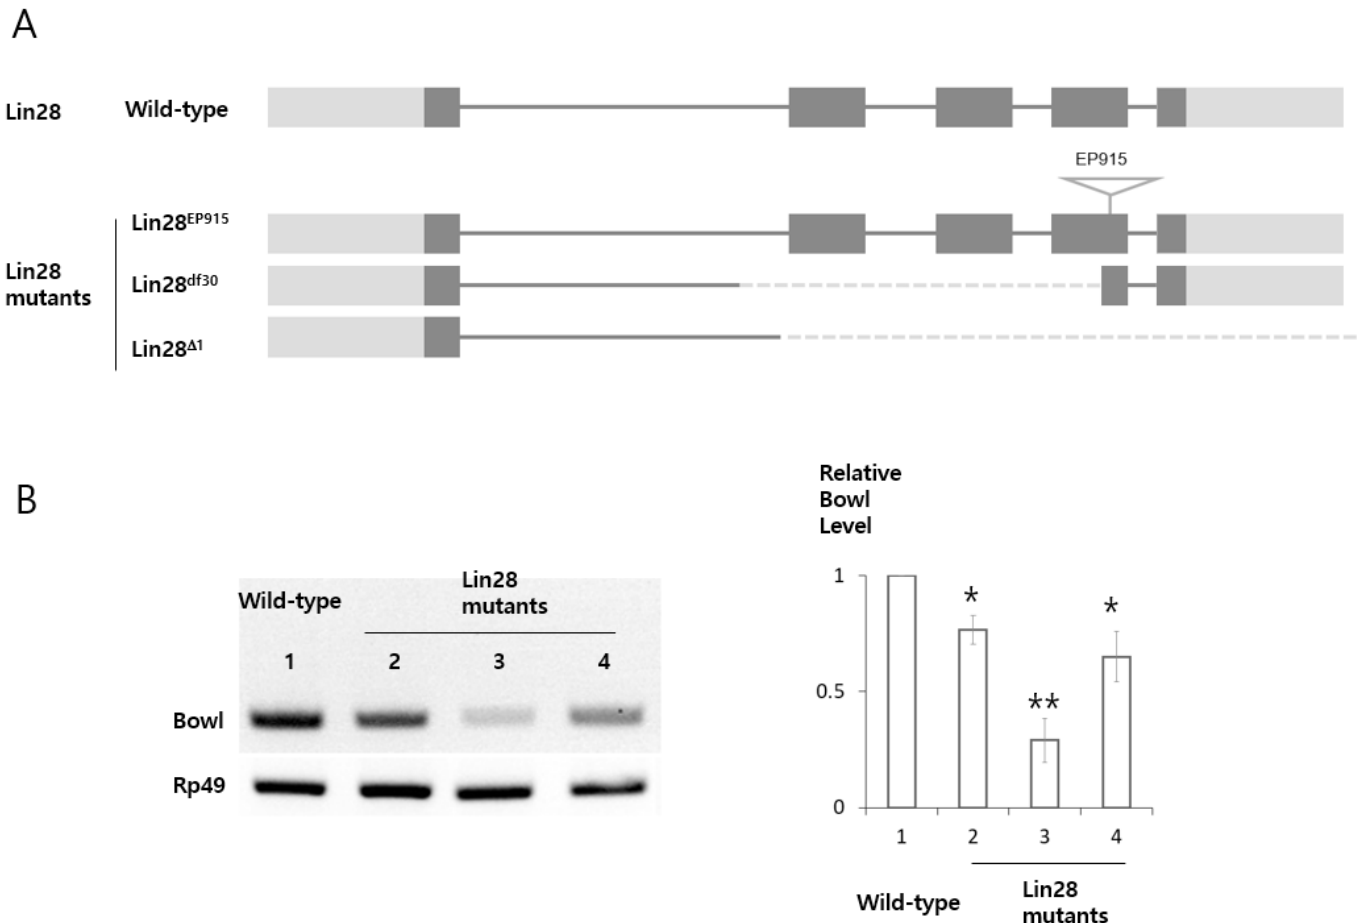 A
Lin28 Wild-type
EP915
Lin28
mutants
Lin28EP915
Lin28df30
Lin28Δ1
B
Wild-type
Lin28
mutants
1 2 3 4
Bowl
Rp49
Relative
Bowl
Level
1
0.5
0
*
**
*
1 2 3 4
Wild-type
Lin28
mutants